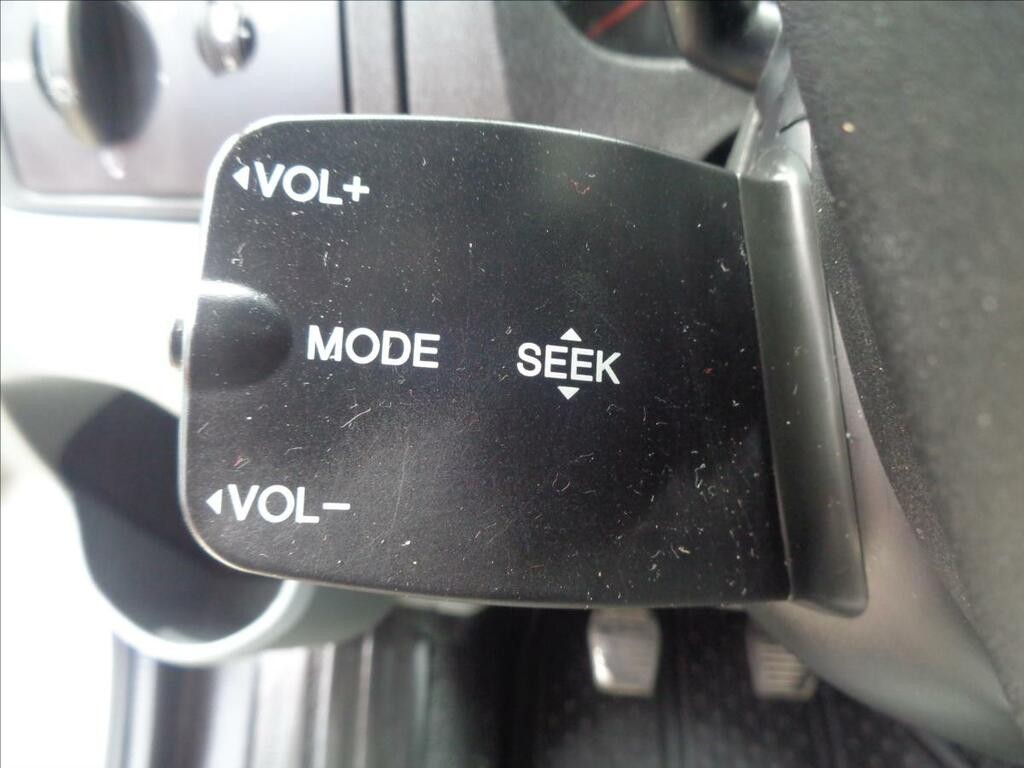 ◄VOL+
MODE
▲
SEEK
▼
◄VOL−